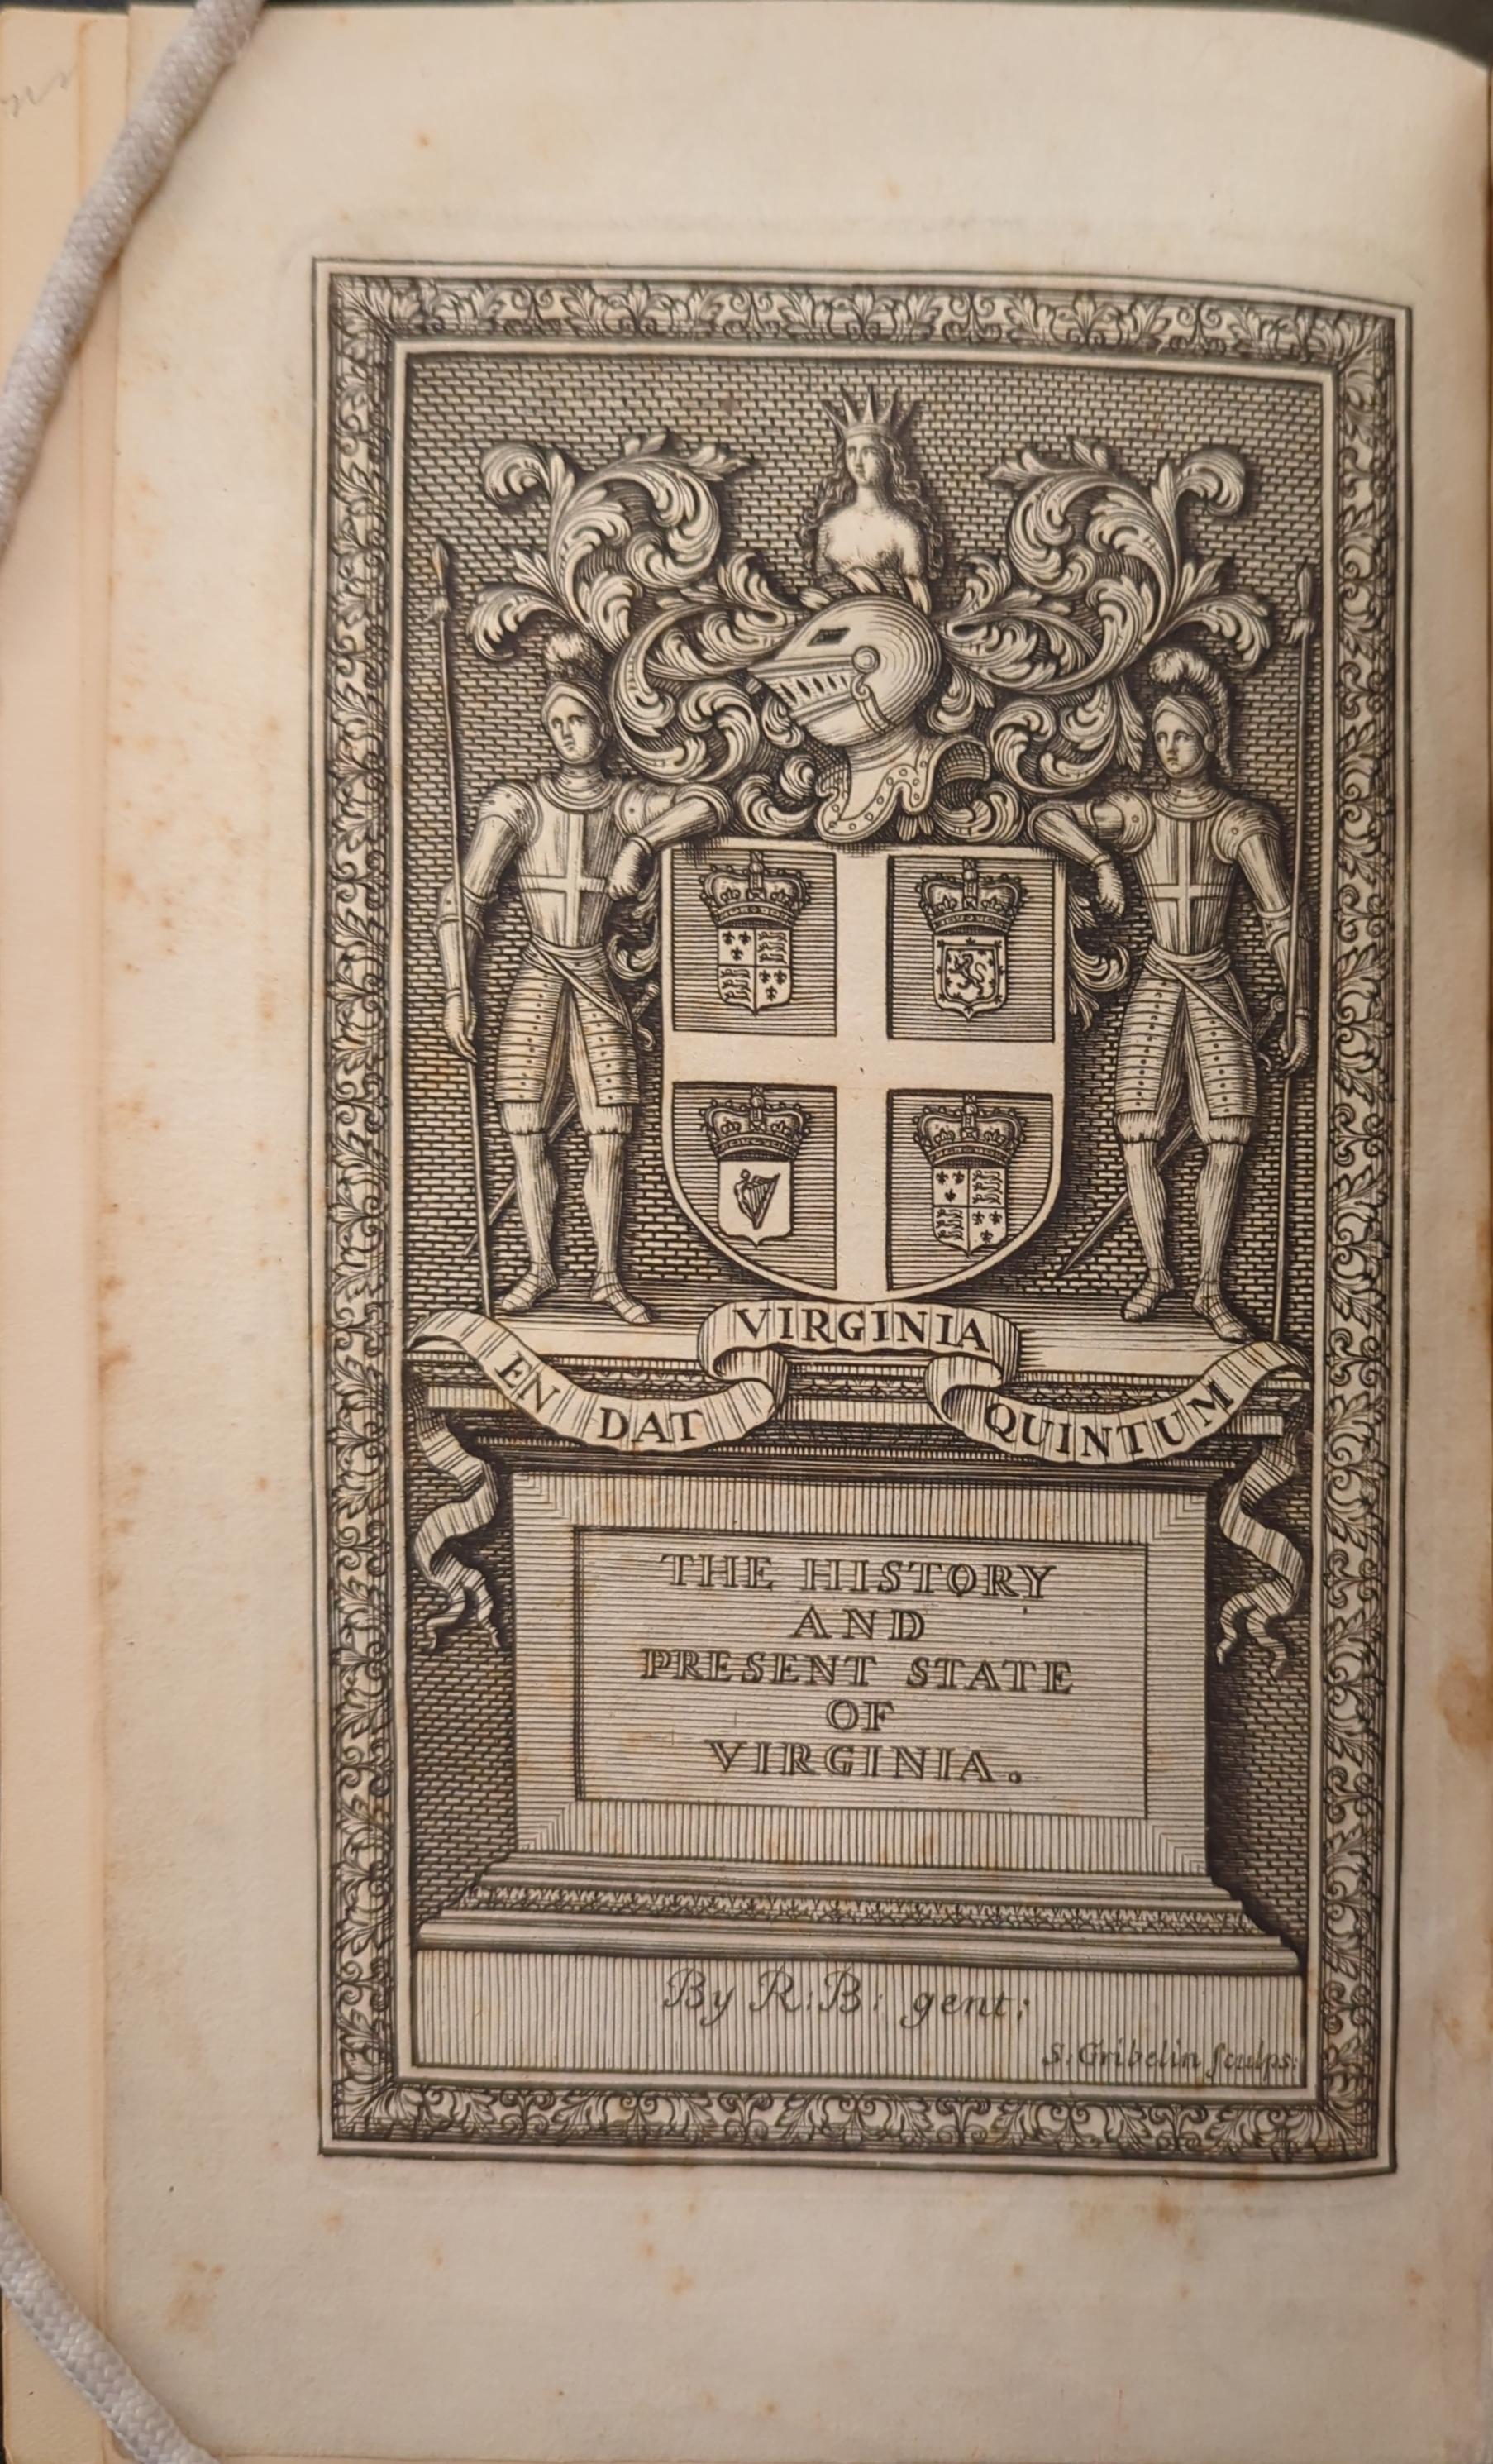 EN DAT VIRGINIA QUINTUM
THE HISTORY
AND
PRESENT STATE
OF
VIRGINIA.
By R: B: gent:
S: Gribelin sculps: